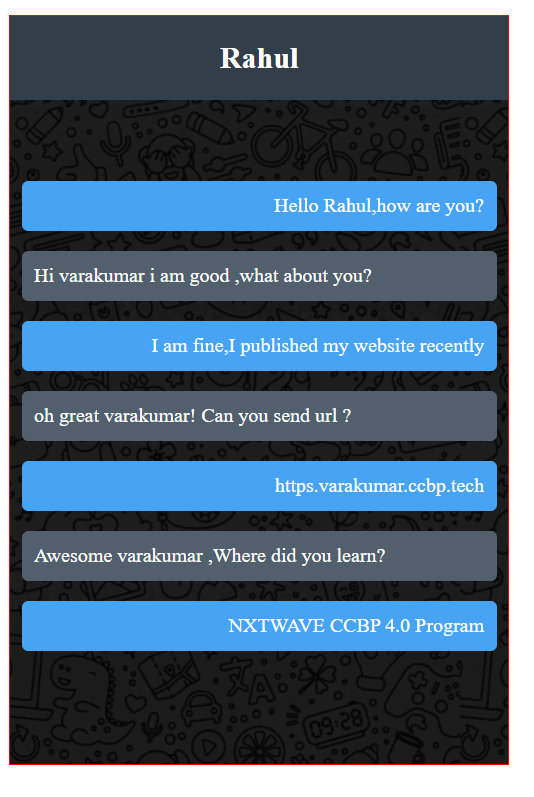 Rahul
Hello Rahul,how are you?
Hi varakumar i am good ,what about you?
I am fine,I published my website recently
oh great varakumar! Can you send url ?
https.varakumar.ccbp.tech
Awesome varakumar ,Where did you learn?
NXTWAVE CCBP 4.0 Program
09:28